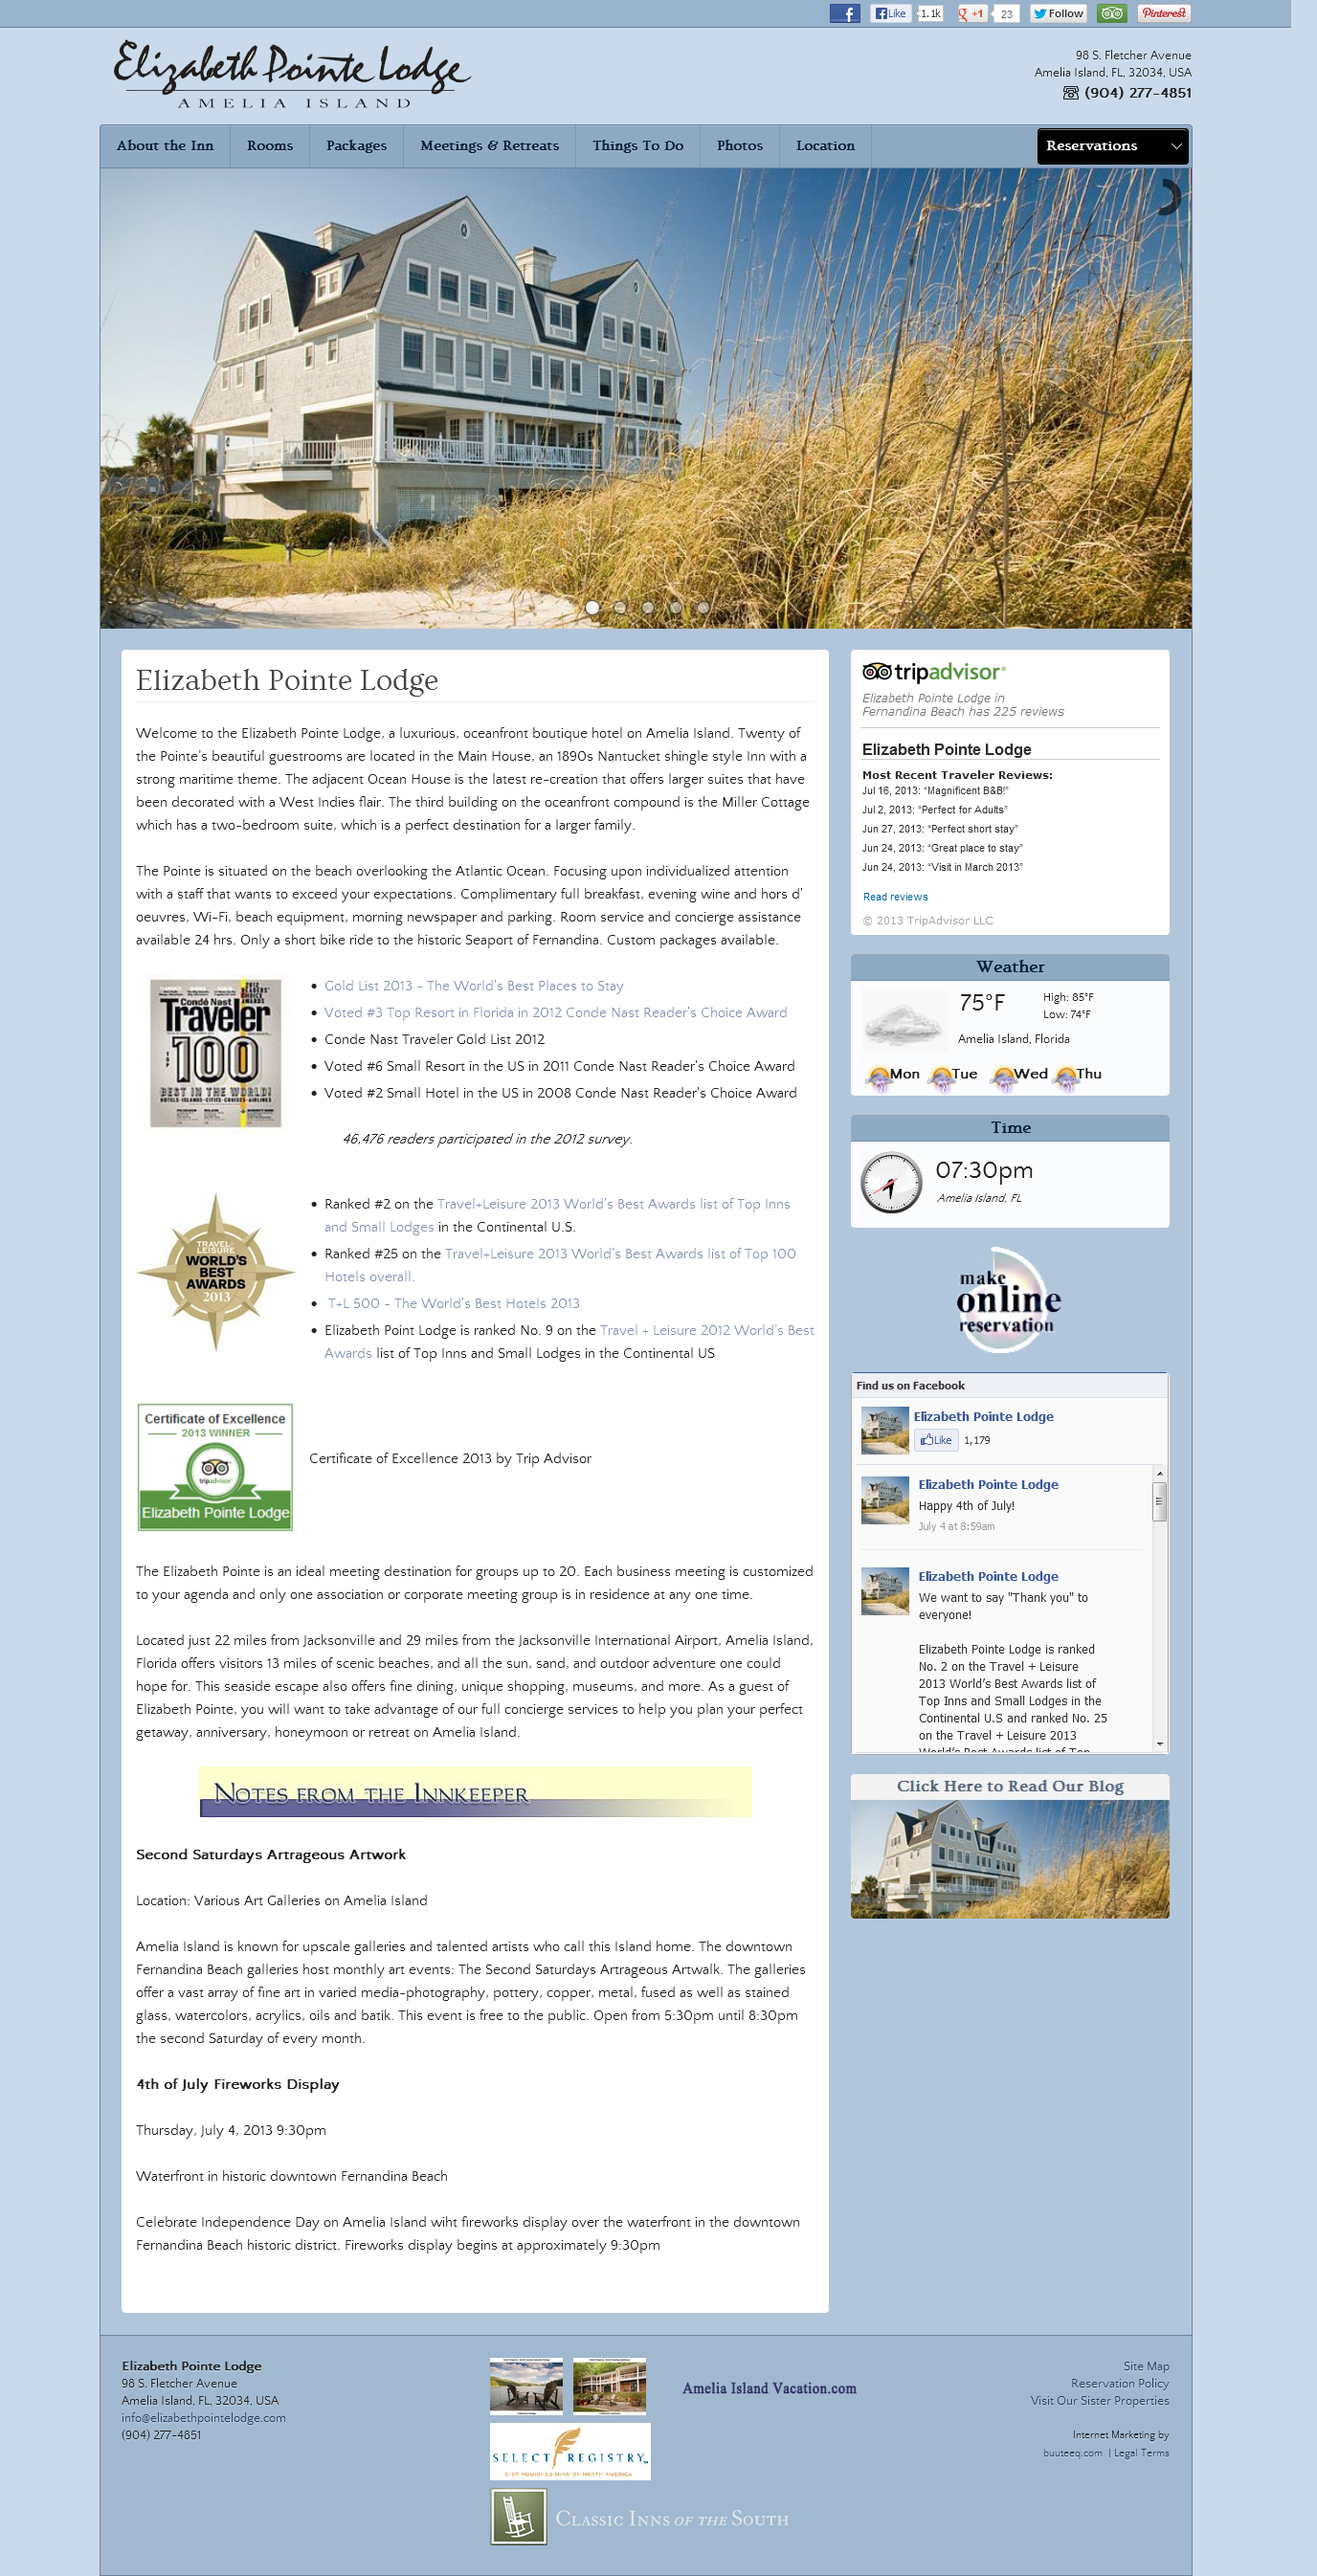 Like 1.1k +1 23 Follow Pinterest
Elizabeth Pointe Lodge
AMELIA ISLAND
98 S. Fletcher Avenue
Amelia Island, FL, 32034, USA
(904) 277-4851
About the Inn Rooms Packages Meetings & Retreats Things To Do Photos Location Reservations
Elizabeth Pointe Lodge
Welcome to the Elizabeth Pointe Lodge, a luxurious, oceanfront boutique hotel on Amelia Island. Twenty of
the Pointe's beautiful guestrooms are located in the Main House, an 1890s Nantucket shingle style Inn with a
strong maritime theme. The adjacent Ocean House is the latest re-creation that offers larger suites that have
been decorated with a West Indies flair. The third building on the oceanfront compound is the Miller Cottage
which has a two-bedroom suite, which is a perfect destination for a larger family.
The Pointe is situated on the beach overlooking the Atlantic Ocean. Focusing upon individualized attention
with a staff that wants to exceed your expectations. Complimentary full breakfast, evening wine and hors d'
oeuvres, Wi-Fi, beach equipment, morning newspaper and parking. Room service and concierge assistance
available 24 hrs. Only a short bike ride to the historic Seaport of Fernandina. Custom packages available.
Condé Nast
Traveler
TOP
100
BEST IN THE WORLD!
HOTELS·ISLANDS·CITIES·CRUISES·AIRLINES
Gold List 2013 - The World's Best Places to Stay
Voted #3 Top Resort in Florida in 2012 Conde Nast Reader's Choice Award
Conde Nast Traveler Gold List 2012
Voted #6 Small Resort in the US in 2011 Conde Nast Reader's Choice Award
Voted #2 Small Hotel in the US in 2008 Conde Nast Reader's Choice Award
46,476 readers participated in the 2012 survey.
TRAVEL+
LEISURE
WORLD'S
BEST
AWARDS
2013
Ranked #2 on the Travel+Leisure 2013 World's Best Awards list of Top Inns
and Small Lodges in the Continental U.S.
Ranked #25 on the Travel+Leisure 2013 World's Best Awards list of Top 100
Hotels overall.
T+L 500 - The World's Best Hotels 2013
Elizabeth Point Lodge is ranked No. 9 on the Travel + Leisure 2012 World's Best
Awards list of Top Inns and Small Lodges in the Continental US
Certificate of Excellence
2013 WINNER
tripadvisor
Elizabeth Pointe Lodge
Certificate of Excellence 2013 by Trip Advisor
The Elizabeth Pointe is an ideal meeting destination for groups up to 20. Each business meeting is customized
to your agenda and only one association or corporate meeting group is in residence at any one time.
Located just 22 miles from Jacksonville and 29 miles from the Jacksonville International Airport, Amelia Island,
Florida offers visitors 13 miles of scenic beaches, and all the sun, sand, and outdoor adventure one could
hope for. This seaside escape also offers fine dining, unique shopping, museums, and more. As a guest of
Elizabeth Pointe, you will want to take advantage of our full concierge services to help you plan your perfect
getaway, anniversary, honeymoon or retreat on Amelia Island.
NOTES FROM THE INNKEEPER
Second Saturdays Artrageous Artwork
Location: Various Art Galleries on Amelia Island
Amelia Island is known for upscale galleries and talented artists who call this Island home. The downtown
Fernandina Beach galleries host monthly art events: The Second Saturdays Artrageous Artwalk. The galleries
offer a vast array of fine art in varied media-photography, pottery, copper, metal, fused as well as stained
glass, watercolors, acrylics, oils and batik. This event is free to the public. Open from 5:30pm until 8:30pm
the second Saturday of every month.
4th of July Fireworks Display
Thursday, July 4, 2013 9:30pm
Waterfront in historic downtown Fernandina Beach
Celebrate Independence Day on Amelia Island wiht fireworks display over the waterfront in the downtown
Fernandina Beach historic district. Fireworks display begins at approximately 9:30pm
tripadvisor
Elizabeth Pointe Lodge in
Fernandina Beach has 225 reviews
Elizabeth Pointe Lodge
Most Recent Traveler Reviews:
Jul 16, 2013: "Magnificent B&B!"
Jul 2, 2013: "Perfect for Adults"
Jun 27, 2013: "Perfect short stay"
Jun 24, 2013: "Great place to stay"
Jun 24, 2013: "Visit in March 2013"
Read reviews
© 2013 TripAdvisor LLC
Weather
75°F
High: 85°F
Low: 74°F
Amelia Island, Florida
Mon Tue Wed Thu
Time
07:30pm
Amelia Island, FL
make
online
reservation
Find us on Facebook
Elizabeth Pointe Lodge
Like 1,179
Elizabeth Pointe Lodge
Happy 4th of July!
July 4 at 8:59am
Elizabeth Pointe Lodge
We want to say "Thank you" to
everyone!
Elizabeth Pointe Lodge is ranked
No. 2 on the Travel + Leisure
2013 World's Best Awards list of
Top Inns and Small Lodges in the
Continental U.S and ranked No. 25
on the Travel + Leisure 2013
World's Best Awards list of Top
Click Here to Read Our Blog
Elizabeth Pointe Lodge
98 S. Fletcher Avenue
Amelia Island, FL, 32034, USA
info@elizabethpointelodge.com
(904) 277-4851
Amelia Island Vacation.com
SELECT REGISTRY
DISTINGUISHED INNS OF NORTH AMERICA
CLASSIC INNS OF THE SOUTH
Site Map
Reservation Policy
Visit Our Sister Properties
Internet Marketing by
buuteeq.com | Legal Terms